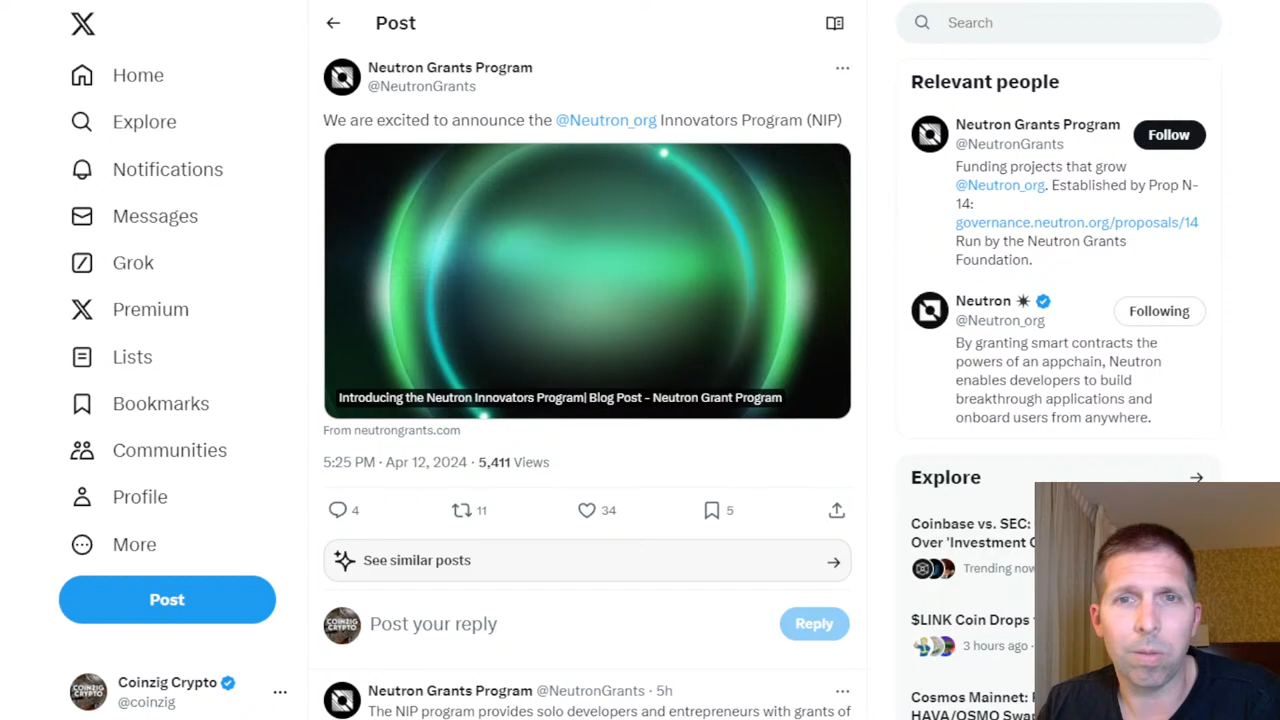 Home
Explore
Notifications
Messages
Grok
Premium
Lists
Bookmarks
Communities
Profile
More
Post
Coinzig Crypto
@coinzig
Post
Neutron Grants Program
@NeutronGrants
We are excited to announce the @Neutron_org Innovators Program (NIP)
Introducing the Neutron Innovators Program| Blog Post - Neutron Grant Program
From neutrongrants.com
5:25 PM · Apr 12, 2024 · 5,411 Views
4 11 34 5
See similar posts
COINZIG CRYPTO
Post your reply
Reply
Neutron Grants Program @NeutronGrants · 5h
The NIP program provides solo developers and entrepreneurs with grants of
Search
Relevant people
Neutron Grants Program
@NeutronGrants
Follow
Funding projects that grow
@Neutron_org. Established by Prop N-
14:
governance.neutron.org/proposals/14
Run by the Neutron Grants
Foundation.
Neutron
@Neutron_org
Following
By granting smart contracts the
powers of an appchain, Neutron
enables developers to build
breakthrough applications and
onboard users from anywhere.
Explore
Coinbase vs. SEC:
Over 'Investment
Trending now
$LINK Coin Drops
3 hours ago ·
Cosmos Mainnet:
HAVA/OSMO Swap